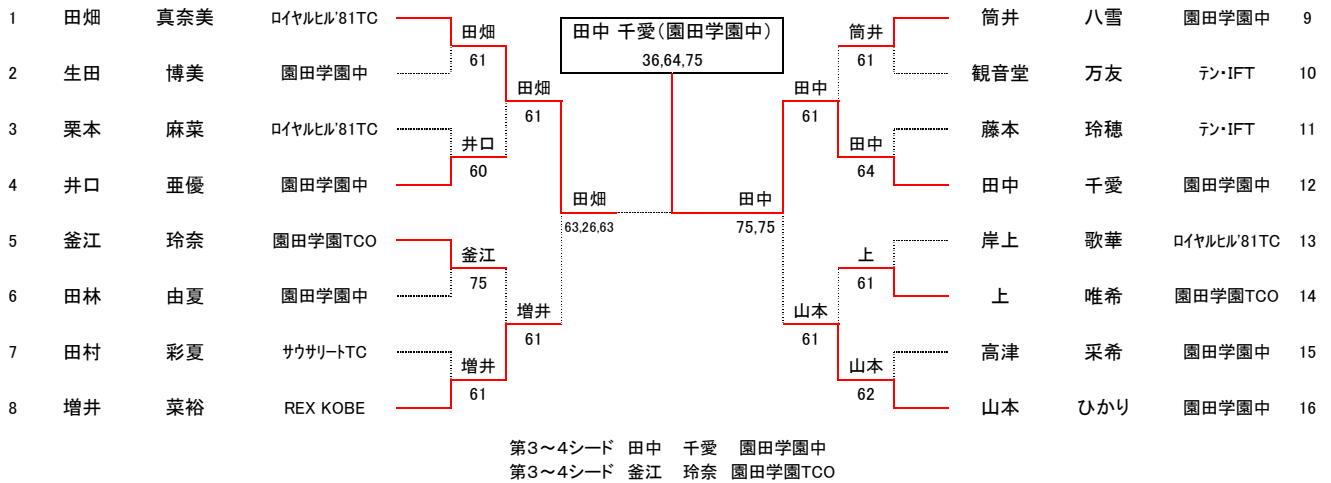 1 田畑 真奈美 ロイヤルヒル'81TC
2 生田 博美 園田学園中
3 栗本 麻菜 ロイヤルヒル'81TC
4 井口 亜優 園田学園中
5 釜江 玲奈 園田学園TCO
6 田林 由夏 園田学園中
7 田村 彩夏 サウサリートTC
8 増井 菜裕 REX KOBE
田畑
61
井口
60
釜江
75
増井
61
田畑
61
増井
61
田畑
63,26,63
田中 千愛(園田学園中)
36,64,75
田中
75,75
田中
61
山本
61
筒井
61
田中
64
上
61
山本
62
筒井 八雪 園田学園中 9
観音堂 万友 テン・IFT 10
藤本 玲穂 テン・IFT 11
田中 千愛 園田学園中 12
岸上 歌華 ロイヤルヒル'81TC 13
上 唯希 園田学園TCO 14
高津 采希 園田学園中 15
山本 ひかり 園田学園中 16
第3~4シード 田中 千愛 園田学園中
第3~4シード 釜江 玲奈 園田学園TCO